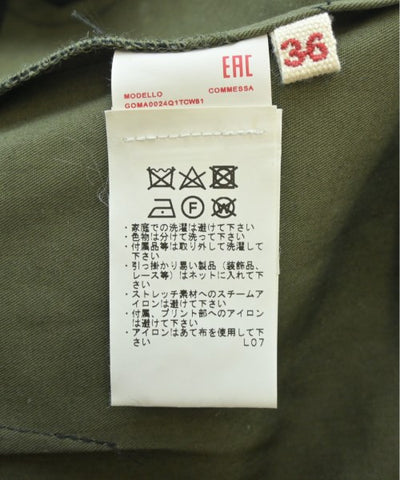 36
EAC
MODELLO
COMMESSA
GOMA0024Q1TCW81
F
W
・家庭での洗濯は避けて下さい
・色物は分けて洗って下さい
・付属品等は取り外して洗濯して
下さい
・引っ掛かり易い製品（装飾品、
レース等）はネットに入れて下
さい
・ストレッチ素材へのスチームア
イロンは避けて下さい
・付属、プリント部へのアイロン
は避けて下さい
・アイロンはあて布を使用して下
さい
L07